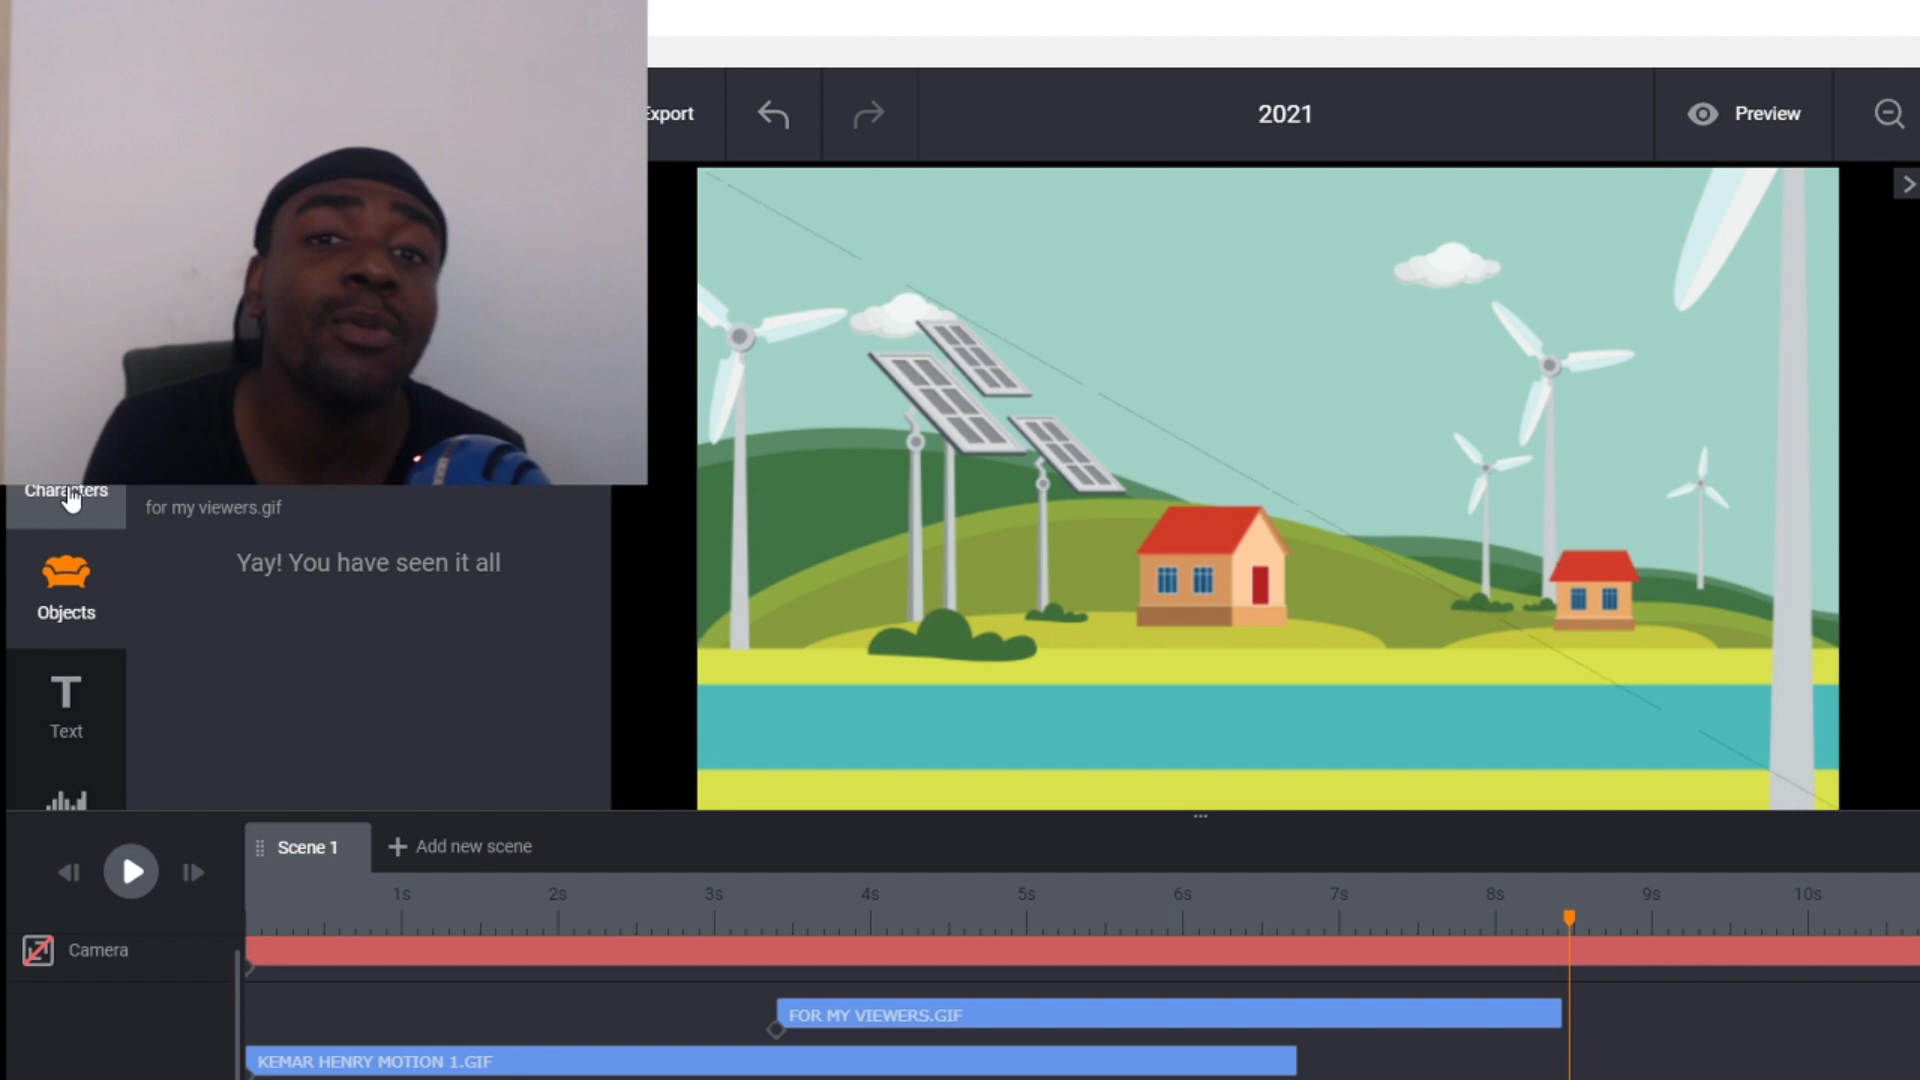 Export
2021
Preview
Characters
for my viewers.gif
Yay! You have seen it all
Objects
Text
Scene 1
Add new scene
1s 2s 3s 4s 5s 6s 7s 8s 9s 10s
Camera
FOR MY VIEWERS.GIF
KEMAR HENRY MOTION 1.GIF